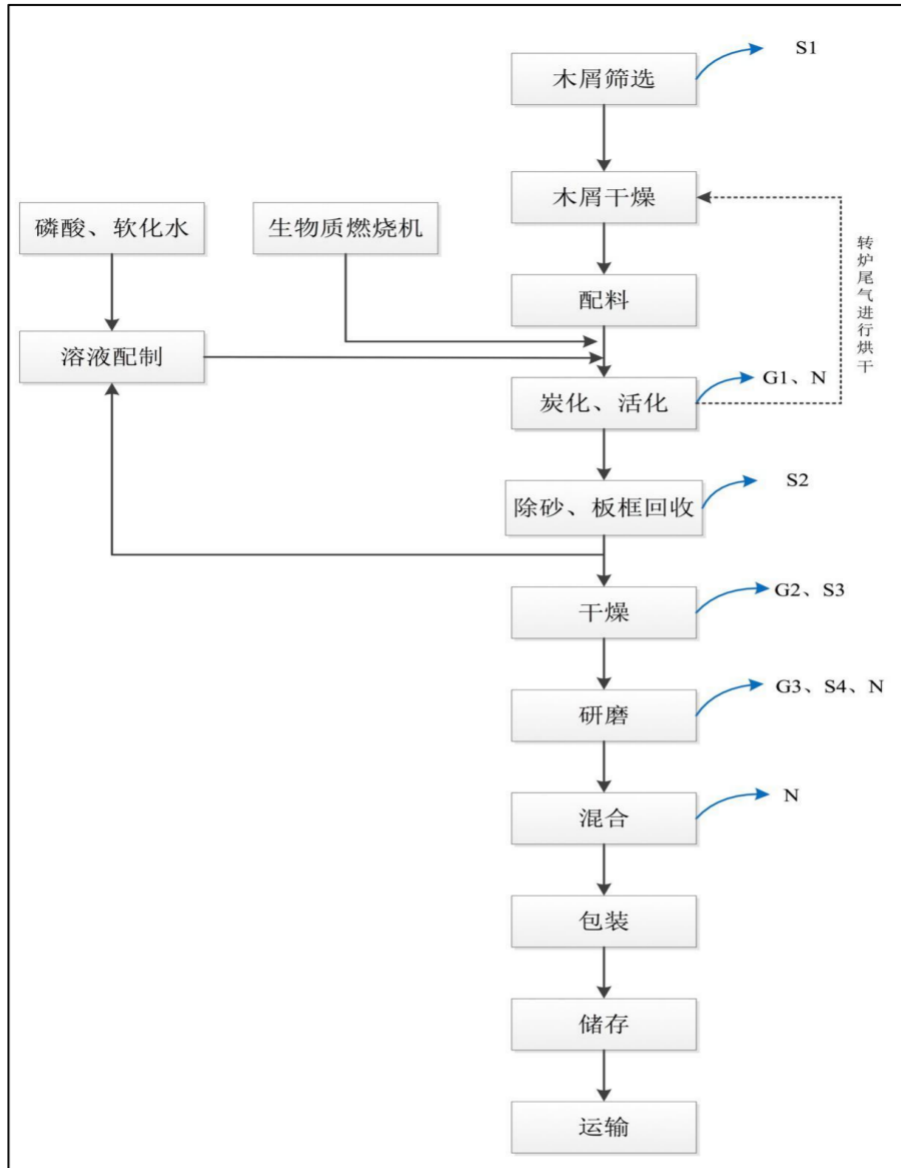 S1
木屑筛选
木屑干燥
磷酸、软化水
生物质燃烧机
转炉尾气进行烘干
配料
溶液配制
G1、N
炭化、活化
S2
除砂、板框回收
G2、S3
干燥
G3、S4、N
研磨
N
混合
包装
储存
运输